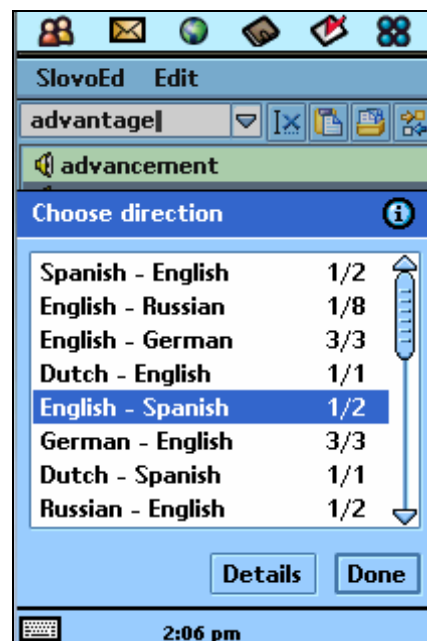 SlovoEd Edit
advantage
advancement
Choose direction
Spanish - English 1/2
English - Russian 1/8
English - German 3/3
Dutch - English 1/1
English - Spanish 1/2
German - English 3/3
Dutch - Spanish 1/1
Russian - English 1/2
Details Done
2:06 pm